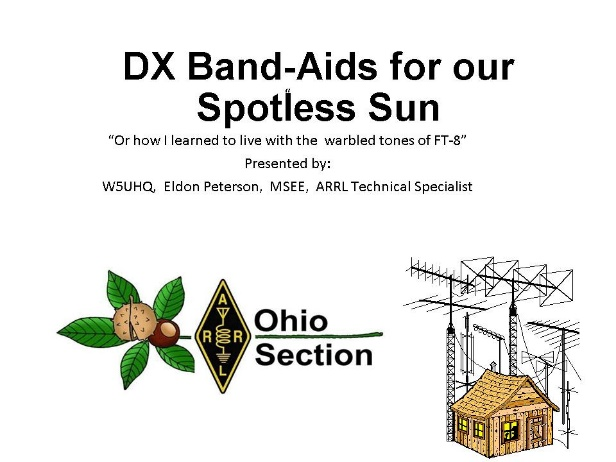 DX Band-Aids for our
Spotless Sun
“
“Or how I learned to live with the warbled tones of FT-8”
Presented by:
W5UHQ, Eldon Peterson, MSEE, ARRL Technical Specialist
A
R R
L
Ohio
Section